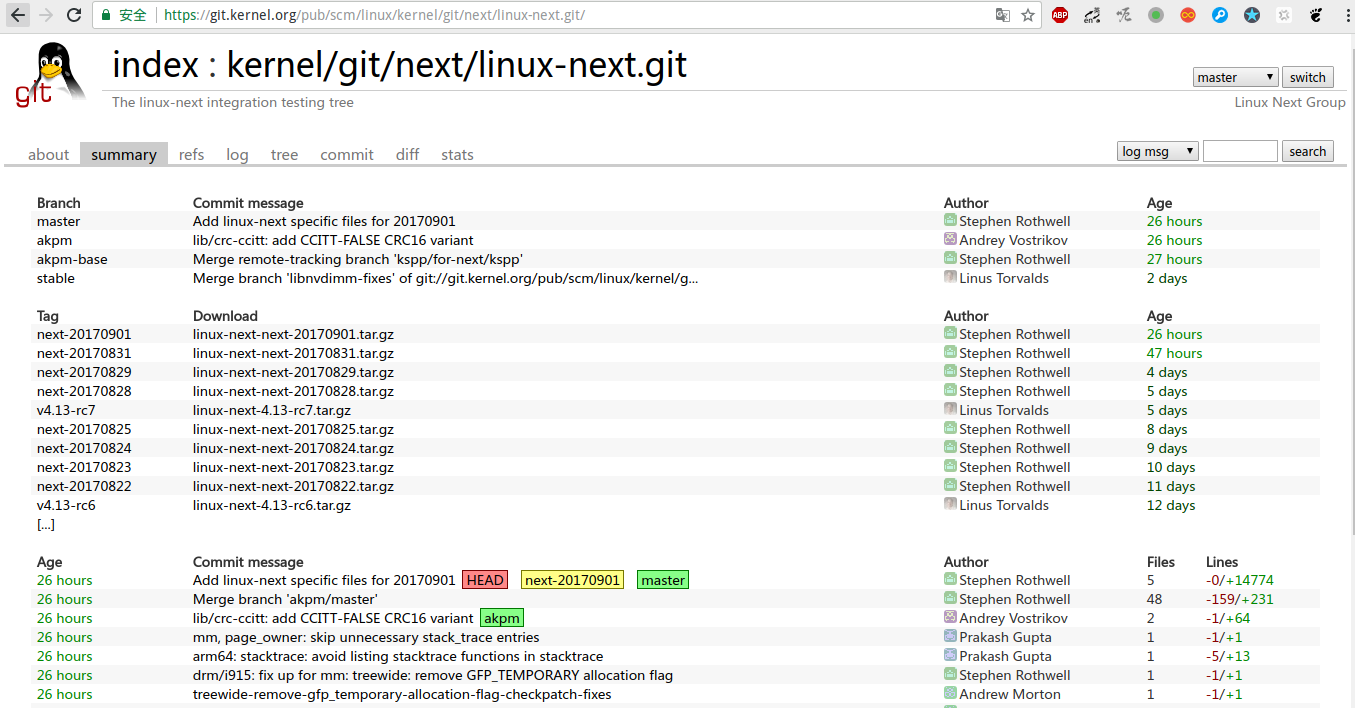 安全 https://git.kernel.org/pub/scm/linux/kernel/git/next/linux-next.git/
git
index : kernel/git/next/linux-next.git
master switch
The linux-next integration testing tree Linux Next Group
about summary refs log tree commit diff stats log msg search
Branch Commit message Author Age
master Add linux-next specific files for 20170901 Stephen Rothwell 26 hours
akpm lib/crc-ccitt: add CCITT-FALSE CRC16 variant Andrey Vostrikov 26 hours
akpm-base Merge remote-tracking branch 'kspp/for-next/kspp' Stephen Rothwell 27 hours
stable Merge branch 'libnvdimm-fixes' of git://git.kernel.org/pub/scm/linux/kernel/g... Linus Torvalds 2 days
Tag Download Author Age
next-20170901 linux-next-next-20170901.tar.gz Stephen Rothwell 26 hours
next-20170831 linux-next-next-20170831.tar.gz Stephen Rothwell 47 hours
next-20170829 linux-next-next-20170829.tar.gz Stephen Rothwell 4 days
next-20170828 linux-next-next-20170828.tar.gz Stephen Rothwell 5 days
v4.13-rc7 linux-next-4.13-rc7.tar.gz Linus Torvalds 5 days
next-20170825 linux-next-next-20170825.tar.gz Stephen Rothwell 8 days
next-20170824 linux-next-next-20170824.tar.gz Stephen Rothwell 9 days
next-20170823 linux-next-next-20170823.tar.gz Stephen Rothwell 10 days
next-20170822 linux-next-next-20170822.tar.gz Stephen Rothwell 11 days
v4.13-rc6 linux-next-4.13-rc6.tar.gz Linus Torvalds 12 days
[...]
Age Commit message Author Files Lines
26 hours Add linux-next specific files for 20170901 HEAD next-20170901 master Stephen Rothwell 5 -0/+14774
26 hours Merge branch 'akpm/master' Stephen Rothwell 48 -159/+231
26 hours lib/crc-ccitt: add CCITT-FALSE CRC16 variant akpm Andrey Vostrikov 2 -1/+64
26 hours mm, page_owner: skip unnecessary stack_trace entries Prakash Gupta 1 -1/+1
26 hours arm64: stacktrace: avoid listing stacktrace functions in stacktrace Prakash Gupta 1 -5/+13
26 hours drm/i915: fix up for mm: treewide: remove GFP_TEMPORARY allocation flag Stephen Rothwell 1 -1/+1
26 hours treewide-remove-gfp_temporary-allocation-flag-checkpatch-fixes Andrew Morton 1 -1/+1